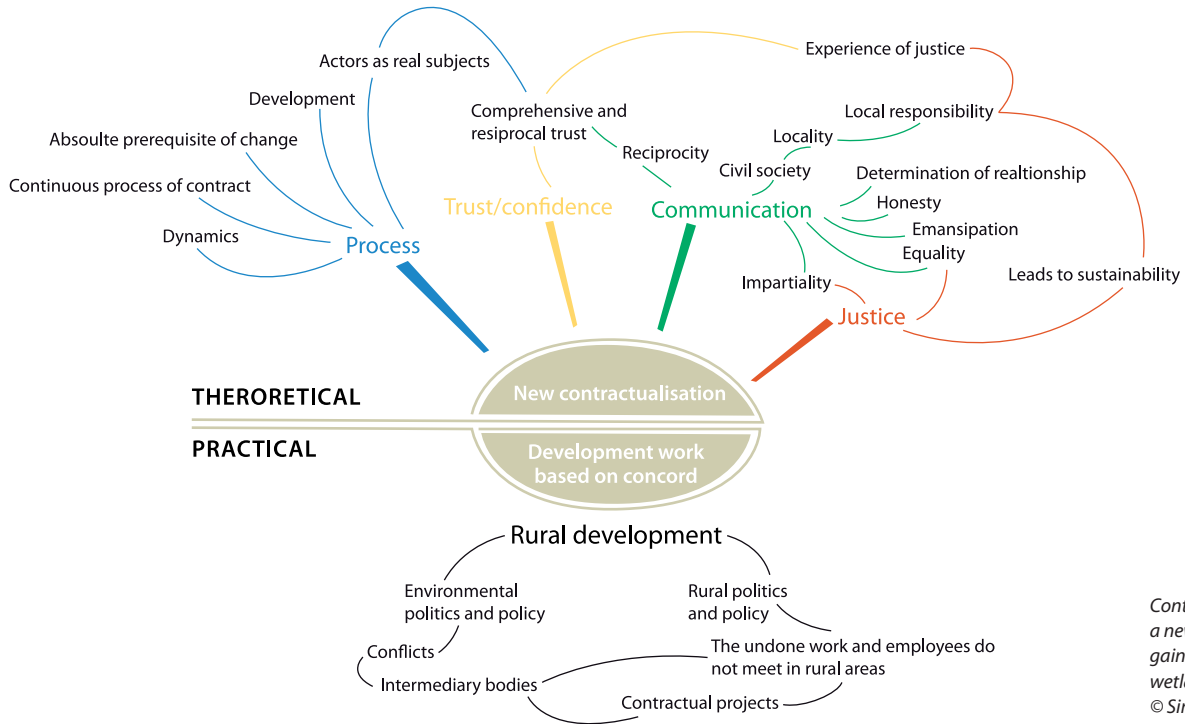 Experience of justice
Actors as real subjects
Development
Comprehensive and
resiprocal trust
Local responsibility
Absoulte prerequisite of change
Locality
Reciprocity
Civil society
Determination of realtionship
Continuous process of contract
Trust/confidence
Communication
Honesty
Emansipation
Dynamics
Process
Equality
Impartiality
Leads to sustainability
Justice
THERORETICAL
New contractualisation
PRACTICAL
Development work
based on concord
Rural development
Environmental
politics and policy
Rural politics
and policy
Conflicts
The undone work and employees do
not meet in rural areas
Intermediary bodies
Contractual projects
Cont
a nev
gain
wetl
© Sir